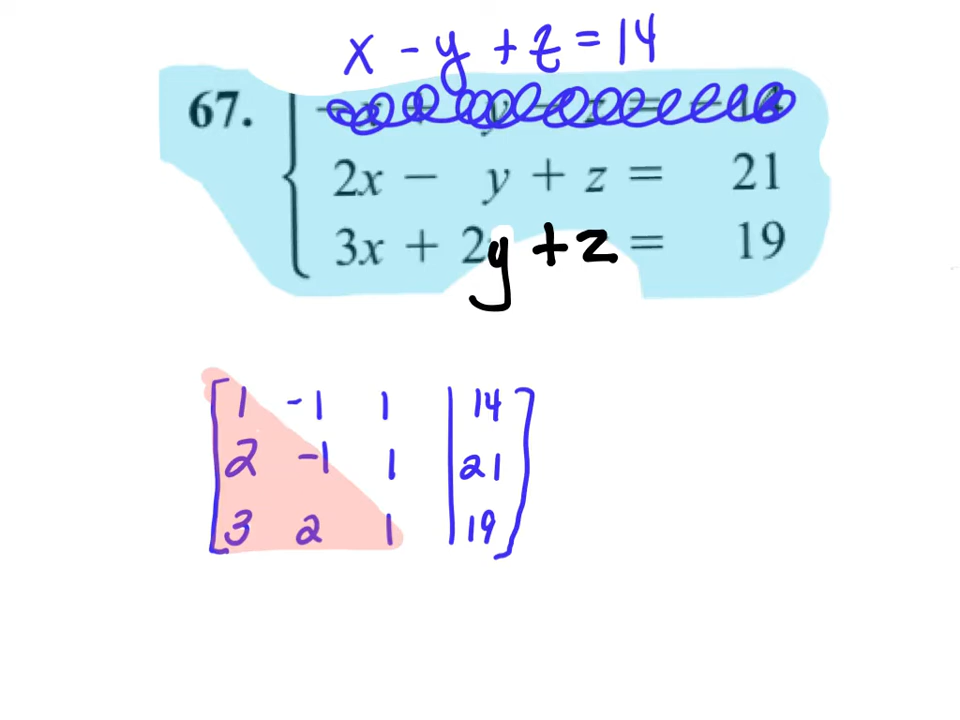 x - y + z = 14
67.
2x - y + z = 21
3x + 2y + z = 19
1 -1 1 | 14
2 -1 1 | 21
3 2 1 | 19